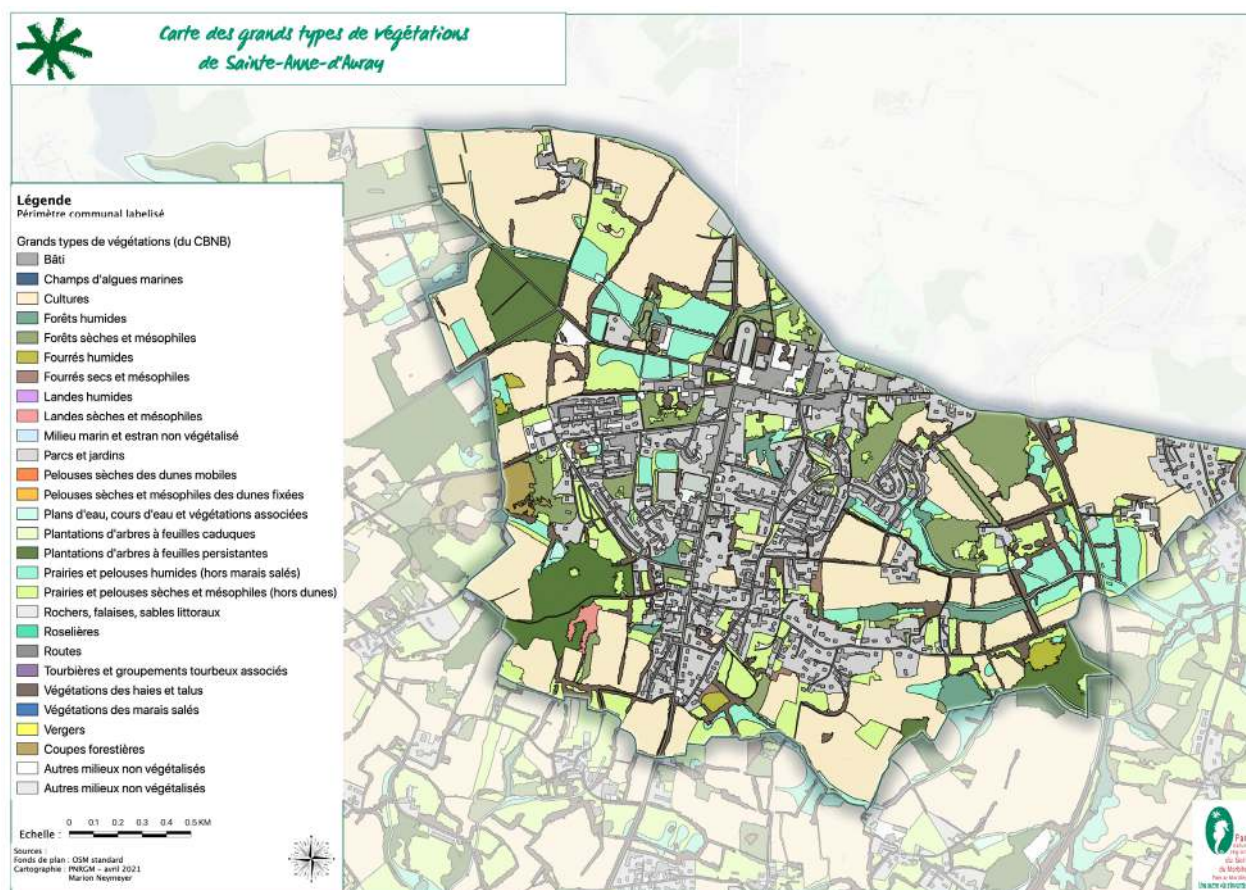 Carte des grands types de végétations
de Sainte-Anne-d'Auray
Légende
Périmètre communal labelisé
Grands types de végétations (du CBNB)
Bâti
Champs d'algues marines
Cultures
Forêts humides
Forêts sèches et mésophiles
Fourrés humides
Fourrés secs et mésophiles
Landes humides
Landes sèches et mésophiles
Milieu marin et estran non végétalisé
Parcs et jardins
Pelouses sèches des dunes mobiles
Pelouses sèches et mésophiles des dunes fixées
Plans d'eau, cours d'eau et végétations associées
Plantations d'arbres à feuilles caduques
Plantations d'arbres à feuilles persistantes
Prairies et pelouses humides (hors marais salés)
Prairies et pelouses sèches et mésophiles (hors dunes)
Rochers, falaises, sables littoraux
Roselières
Routes
Tourbières et groupements tourbeux associés
Végétations des haies et talus
Végétations des marais salés
Vergers
Coupes forestières
Autres milieux non végétalisés
Autres milieux non végétalisés
0 0.1 0.2 0.3 0.4 0.5 KM
Echelle :
Sources :
Fonds de plan : OSM standard
Cartographie : PNRGM - avril 2021
Marion Neymeyer